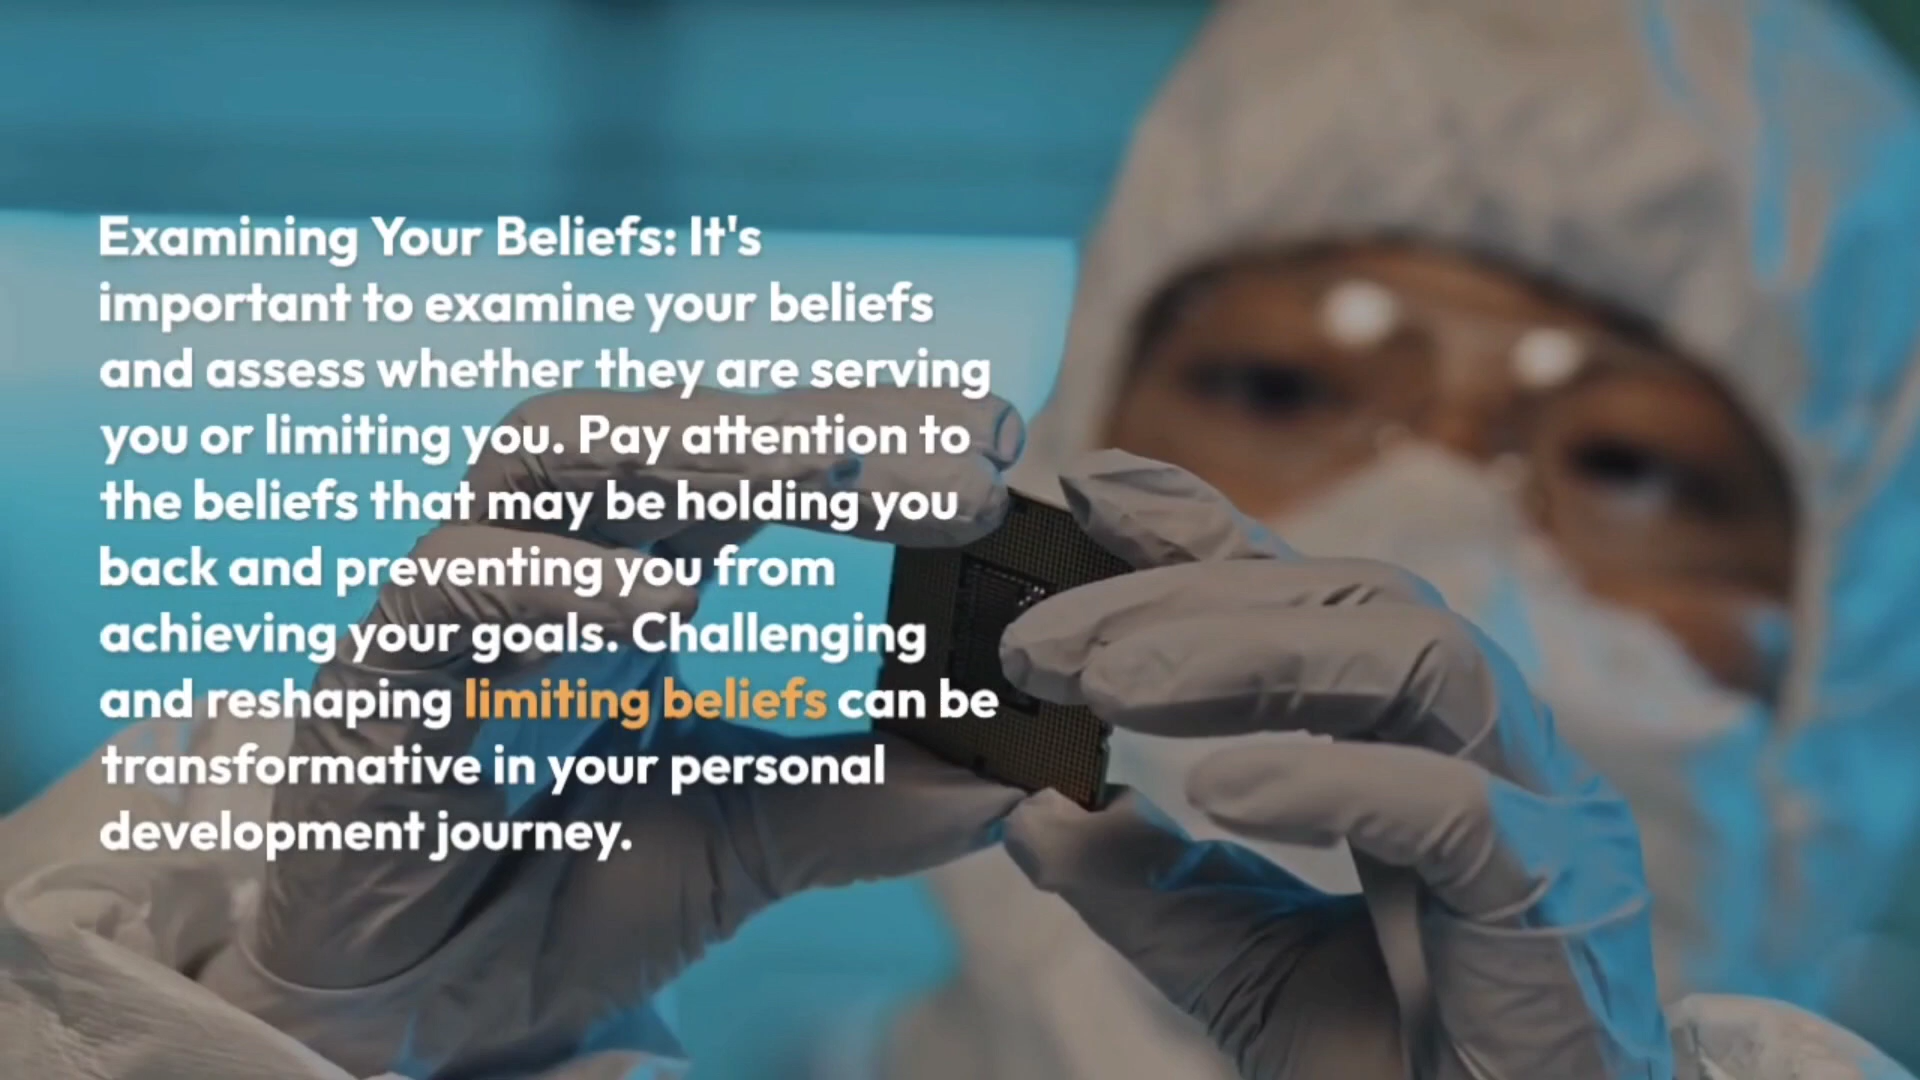 Examining Your Beliefs: It's
important to examine your beliefs
and assess whether they are serving
you or limiting you. Pay attention to
the beliefs that may be holding you
back and preventing you from
achieving your goals. Challenging
and reshaping limiting beliefs can be
transformative in your personal
development journey.